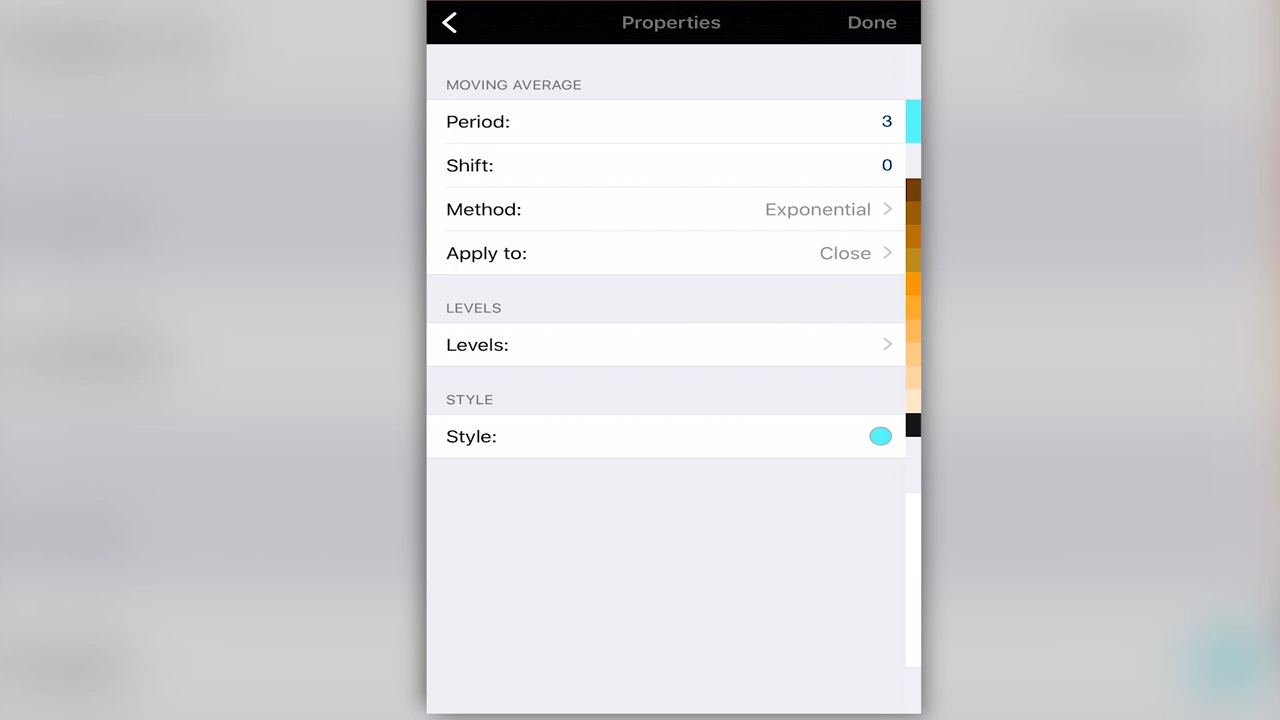 Properties Done
MOVING AVERAGE
Period: 3
Shift: 0
Method: Exponential
Apply to: Close
LEVELS
Levels:
STYLE
Style: